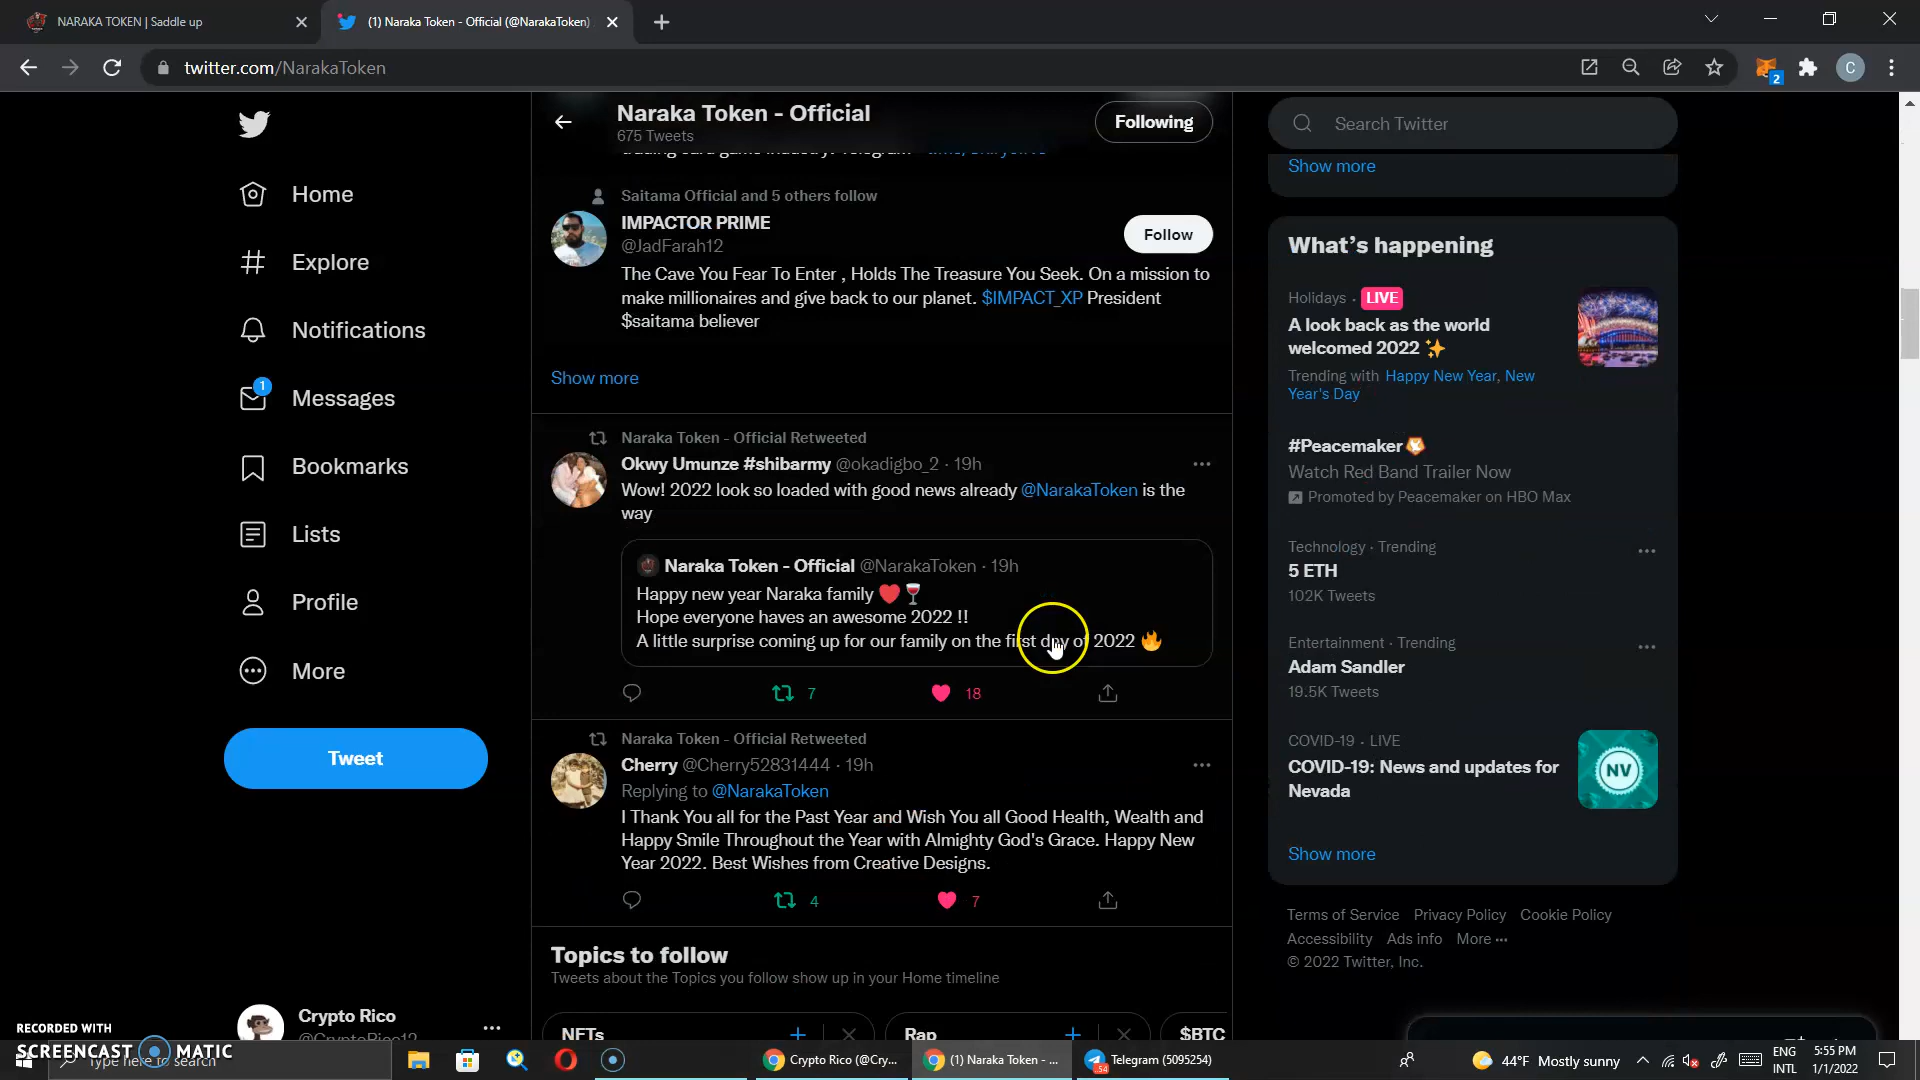 NARAKA TOKEN | Saddle up
(1) Naraka Token - Official (@NarakaToken)
twitter.com/NarakaToken
2
C
Naraka Token - Official
675 Tweets
Following
Search Twitter
Show more
Home
Explore
Notifications
1
Messages
Bookmarks
Lists
Profile
More
Tweet
Saitama Official and 5 others follow
IMPACTOR PRIME
@JadFarah12
Follow
The Cave You Fear To Enter , Holds The Treasure You Seek. On a mission to
make millionaires and give back to our planet. $IMPACT_XP President
$saitama believer
Show more
Naraka Token - Official Retweeted
Okwy Umunze #shibarmy @okadigbo_2 · 19h
Wow! 2022 look so loaded with good news already @NarakaToken is the
way
Naraka Token - Official @NarakaToken · 19h
Happy new year Naraka family ❤️🍷
Hope everyone haves an awesome 2022 !!
A little surprise coming up for our family on the first day of 2022 🔥
7
18
Naraka Token - Official Retweeted
Cherry @Cherry52831444 · 19h
Replying to @NarakaToken
I Thank You all for the Past Year and Wish You all Good Health, Wealth and
Happy Smile Throughout the Year with Almighty God's Grace. Happy New
Year 2022. Best Wishes from Creative Designs.
4
7
Topics to follow
Tweets about the Topics you follow show up in your Home timeline
NFTs
Rap
$BTC
What's happening
Holidays · LIVE
A look back as the world
welcomed 2022 ✨
Trending with Happy New Year, New
Year's Day
#Peacemaker
Watch Red Band Trailer Now
Promoted by Peacemaker on HBO Max
Technology · Trending
5 ETH
102K Tweets
Entertainment · Trending
Adam Sandler
19.5K Tweets
COVID-19 · LIVE
COVID-19: News and updates for
Nevada
NV
Show more
Terms of Service Privacy Policy Cookie Policy
Accessibility Ads info More ···
© 2022 Twitter, Inc.
Crypto Rico
RECORDED WITH
SCREENCAST MATIC
Type here to search
Crypto Rico (@Cry...
(1) Naraka Token - ...
54
Telegram (5095254)
44°F Mostly sunny
ENG
INTL
5:55 PM
1/1/2022